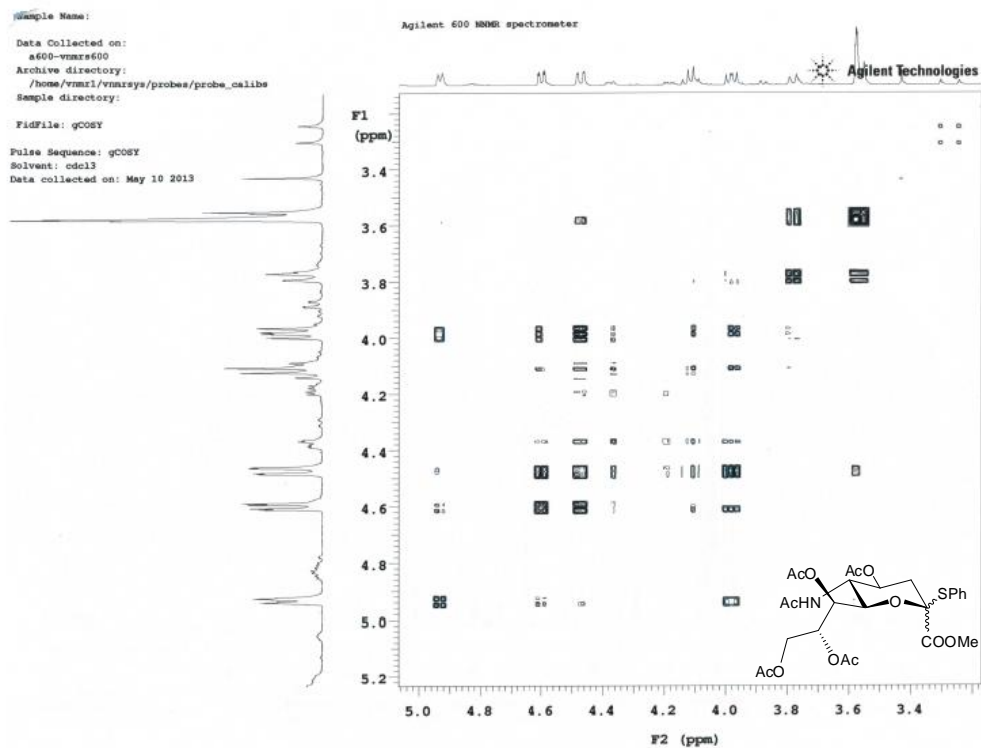 Sample Name:
Data Collected on:
a600-vnmrs600
Archive directory:
/home/vnmr1/vnmrsys/probes/probe_calibs
Sample directory:
FidFile: gCOSY
Pulse Sequence: gCOSY
Solvent: cdcl3
Data collected on: May 10 2013
Agilent 600 NNMR spectrometer
Agilent Technologies
F1
(ppm)
3.4
3.6
3.8
4.0
4.2
4.4
4.6
4.8
5.0
5.2
AcO
AcO
SPh
AcHN
O
COOMe
OAc
AcO
5.0 4.8 4.6 4.4 4.2 4.0 3.8 3.6 3.4
F2 (ppm)